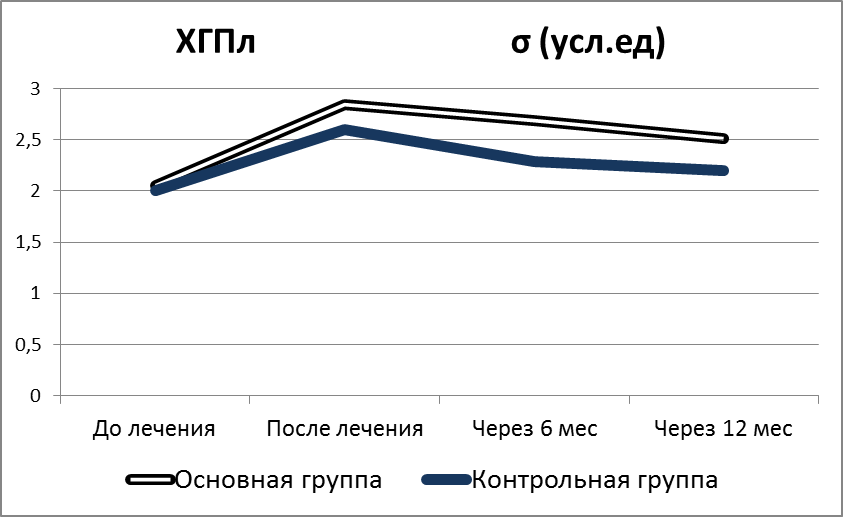 ХГПл σ (усл.ед)
3
2,5
2
1,5
1
0,5
0
До лечения После лечения Через 6 мес Через 12 мес
Основная группа Контрольная группа